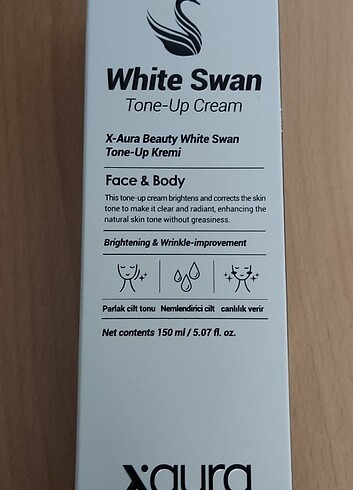 White Swan
Tone-Up Cream
X-Aura Beauty White Swan
Tone-Up Kremi
Face & Body
This tone-up cream brightens and corrects the skin
tone to make it clear and radiant, enhancing the
natural skin tone without greasiness.
Brightening & Wrinkle-improvement
Parlak cilt tonu Nemlendirici cilt canlılık verir
Net contents 150 ml / 5.07 fl. oz.
x·aura